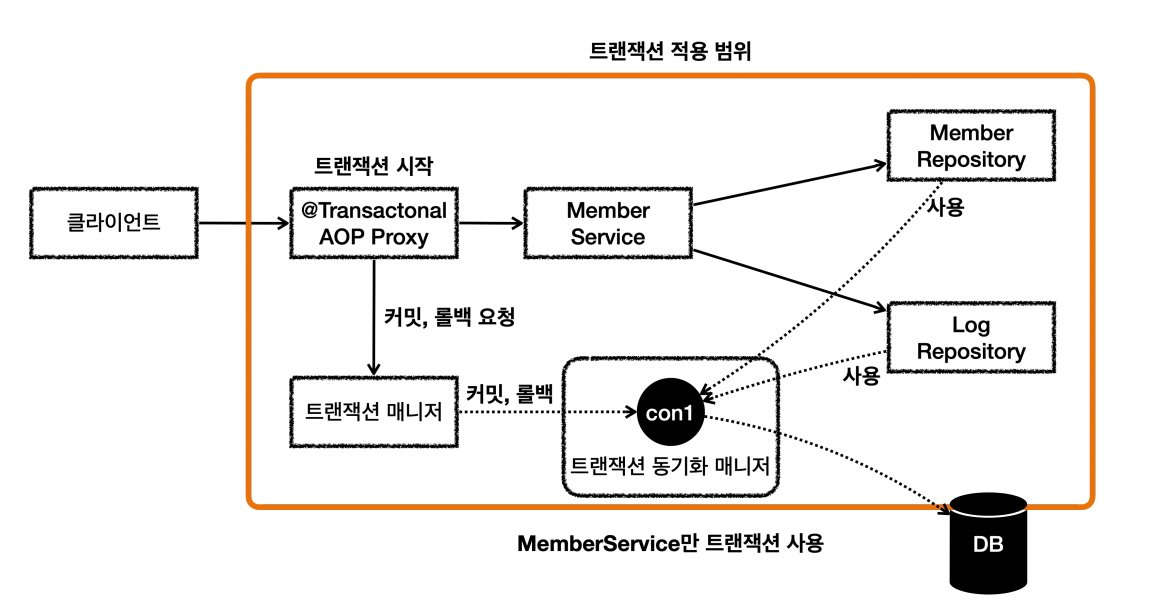 트랜잭션 적용 범위
트랜잭션 시작
클라이언트
@Transactonal
AOP Proxy
Member
Service
Member
Repository
사용
커밋, 롤백 요청
Log
Repository
사용
트랜잭션 매니저
커밋, 롤백
con1
트랜잭션 동기화 매니저
MemberService만 트랜잭션 사용
DB